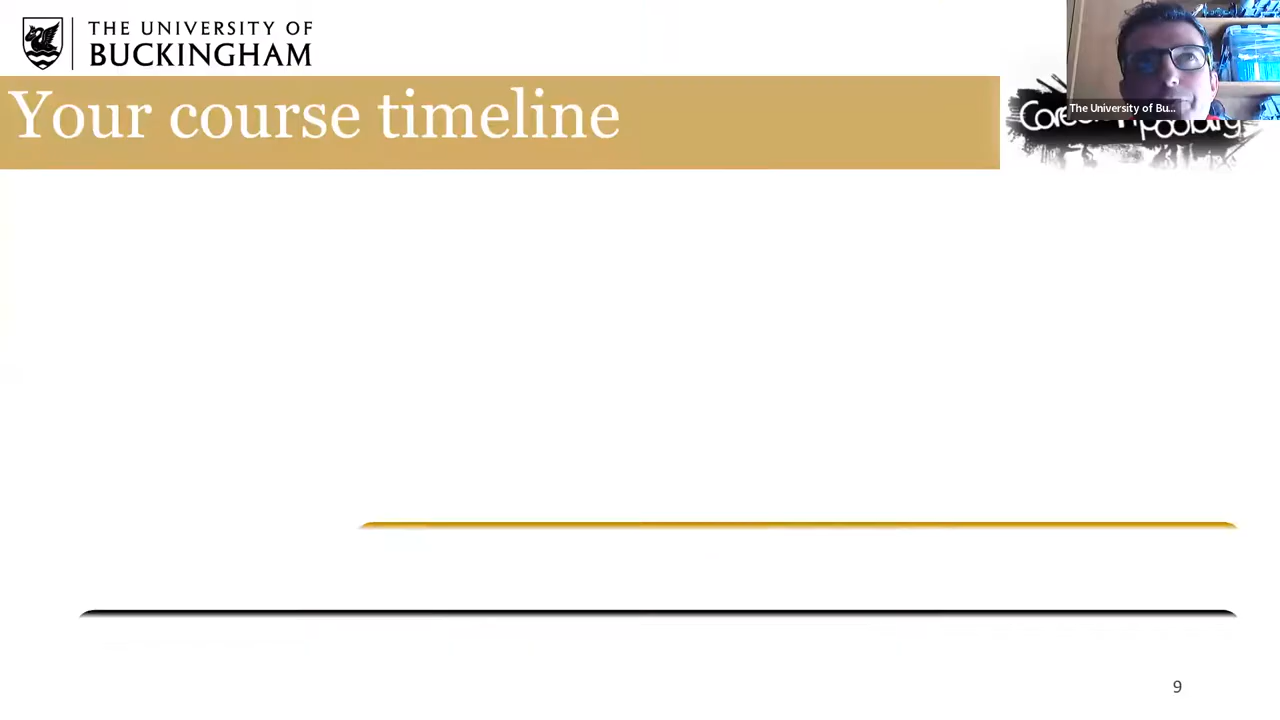 THE UNIVERSITY OF
BUCKINGHAM
Your course timeline
The University of Bu...
9